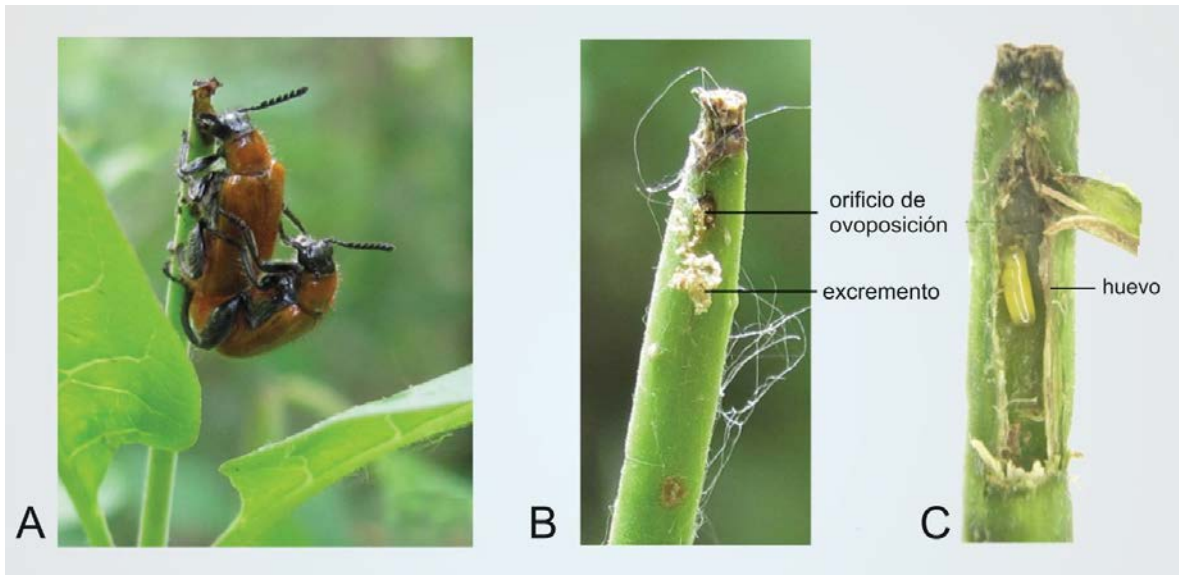 orificio de
ovoposición
excremento
huevo
A
B
C